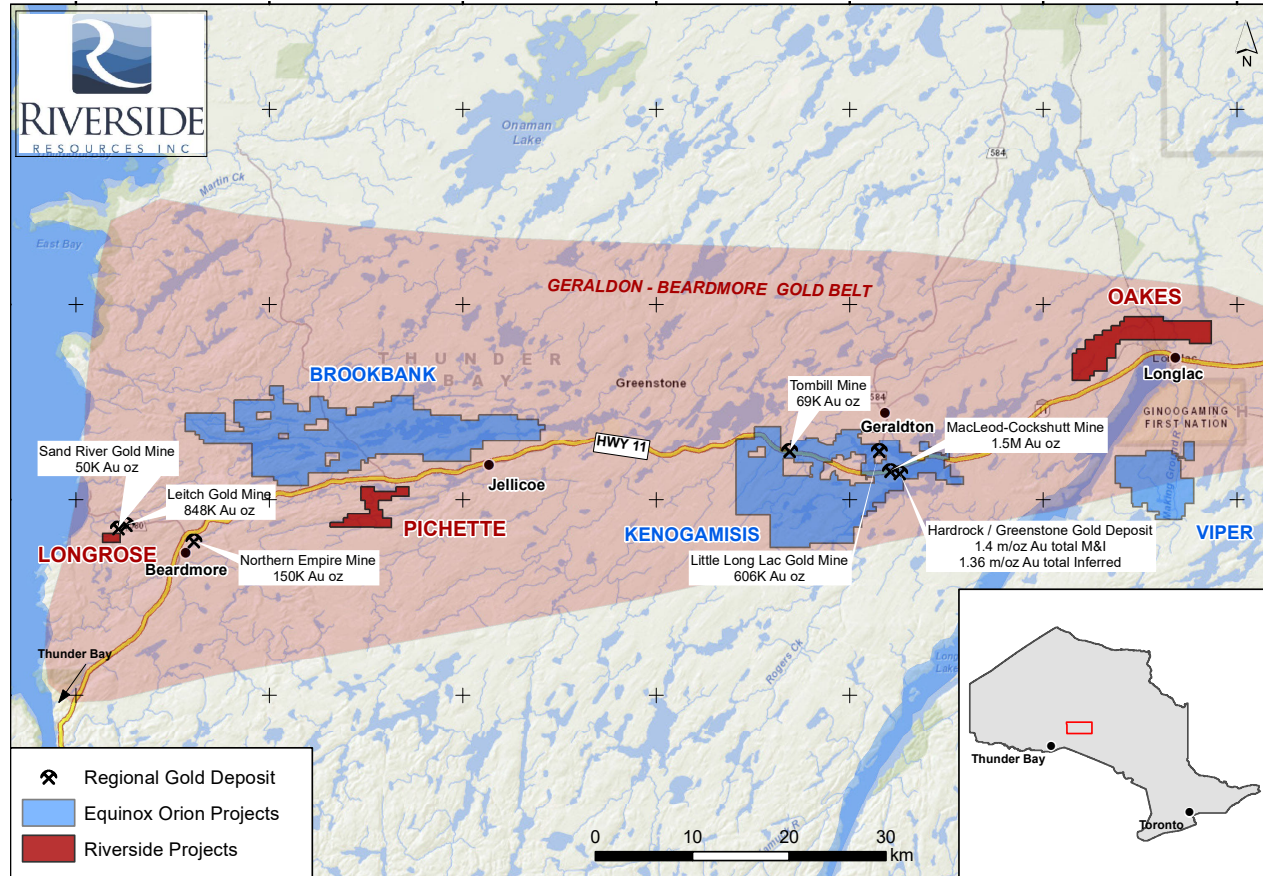 RIVERSIDE
RESOURCES INC
N
Onaman
Lake
584
Martin Ck
East Bay
GERALDON - BEARDMORE GOLD BELT
OAKES
THUNDER
BAY
BROOKBANK
Greenstone
Tombill Mine
69K Au oz
584
Longlac
Longlac
11
GINOOGAMING
FIRST NATION
Geraldton
MacLeod-Cockshutt Mine
1.5M Au oz
HWY 11
Sand River Gold Mine
50K Au oz
Leitch Gold Mine
848K Au oz
Jellicoe
PICHETTE
LONGROSE
Beardmore
Northern Empire Mine
150K Au oz
KENOGAMISIS
Little Long Lac Gold Mine
606K Au oz
Hardrock / Greenstone Gold Deposit
1.4 m/oz Au total M&I
1.36 m/oz Au total Inferred
VIPER
Thunder Bay
Rogers Ck
Regional Gold Deposit
Equinox Orion Projects
Riverside Projects
0 10 20 30
km
Thunder Bay
Toronto